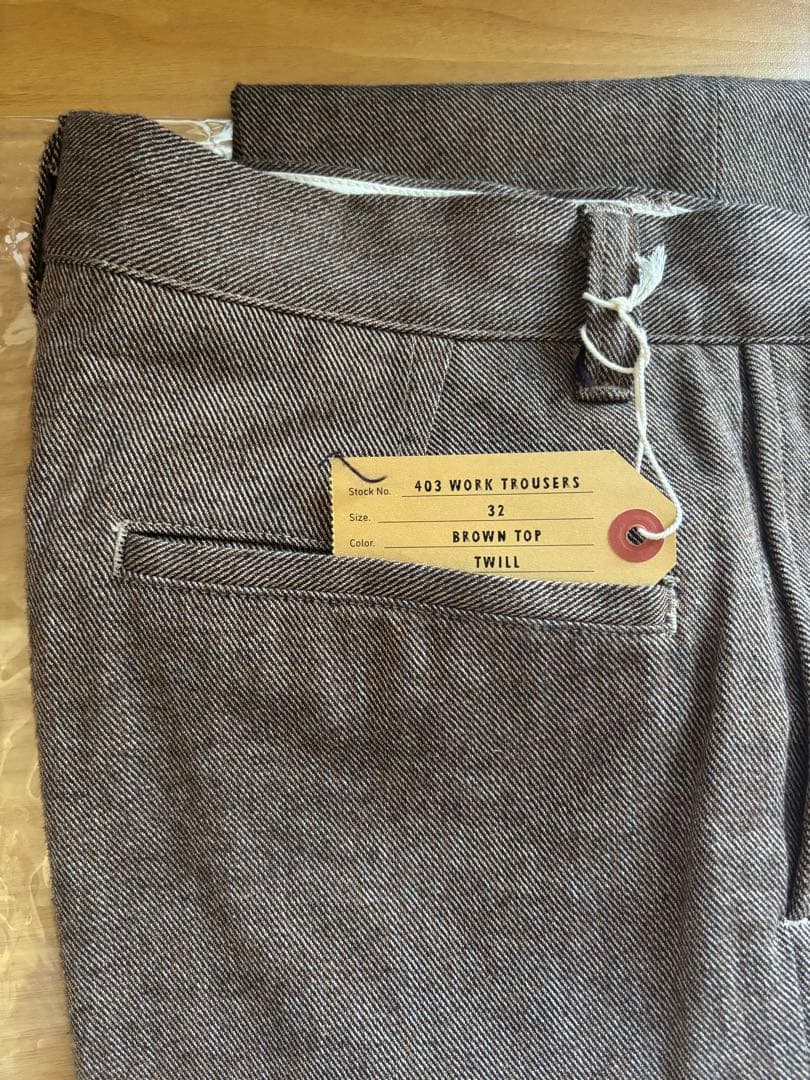 Stock No. 403 WORK TROUSERS
Size. 32
Color. BROWN TOP
TWILL